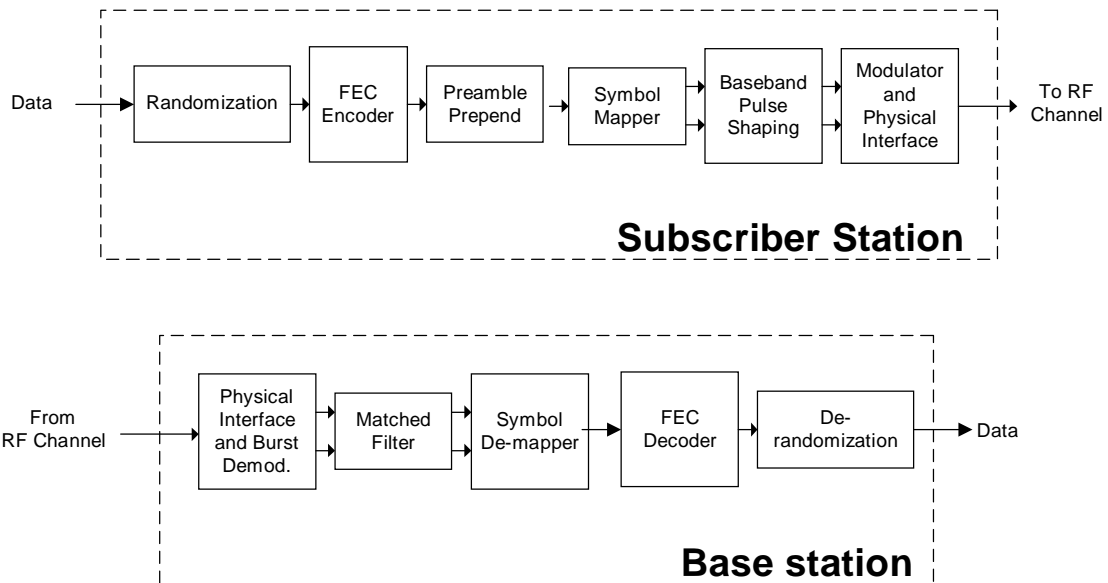 Data
Randomization
FEC
Encoder
Preamble
Prepend
Symbol
Mapper
Baseband
Pulse
Shaping
Modulator
and
Physical
Interface
To RF
Channel
Subscriber Station
From
RF Channel
Physical
Interface
and Burst
Demod.
Matched
Filter
Symbol
De-mapper
FEC
Decoder
De-
randomization
Data
Base station